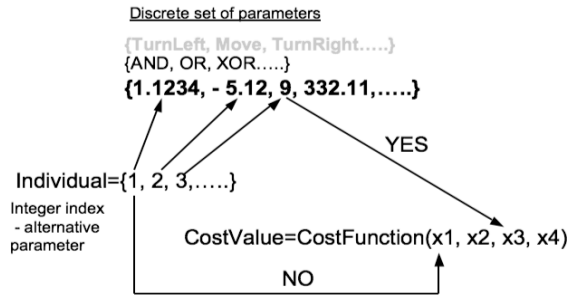 Discrete set of parameters
{TurnLeft, Move, TurnRight.....}
{AND, OR, XOR.....}
{1.1234, - 5.12, 9, 332.11,.....}
YES
Individual={1, 2, 3,.....}
Integer index
- alternative
parameter
CostValue=CostFunction(x1, x2, x3, x4)
NO